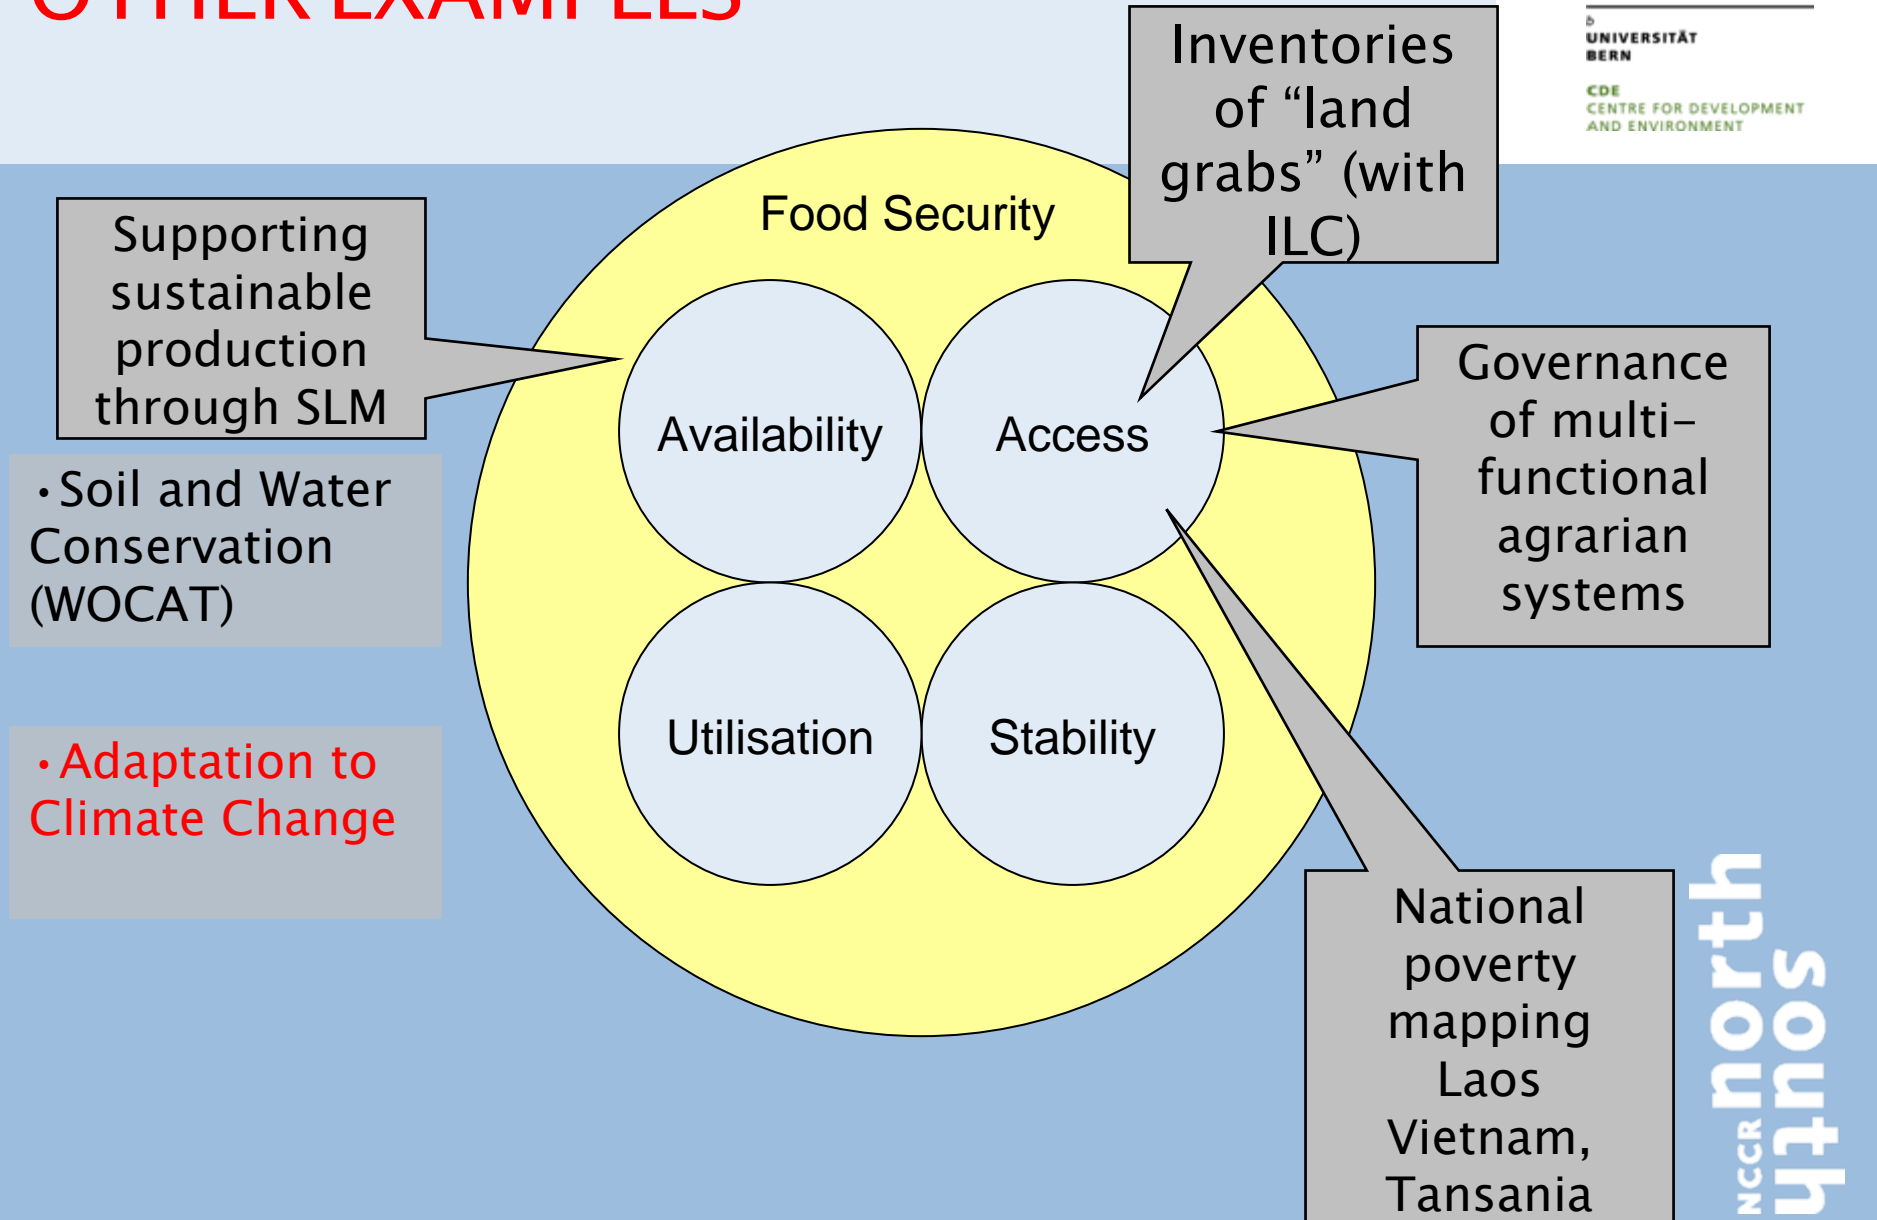 OTHER EXAMPLES
b
UNIVERSITÄT
BERN
CDE
CENTRE FOR DEVELOPMENT
AND ENVIRONMENT
Inventories
of “land
grabs” (with
ILC)
Food Security
Supporting
sustainable
production
through SLM
Availability
Access
Governance
of multi-
functional
agrarian
systems
•Soil and Water
Conservation
(WOCAT)
Utilisation
Stability
•Adaptation to
Climate Change
National
poverty
mapping
Laos
Vietnam,
Tansania
NCCR north
south